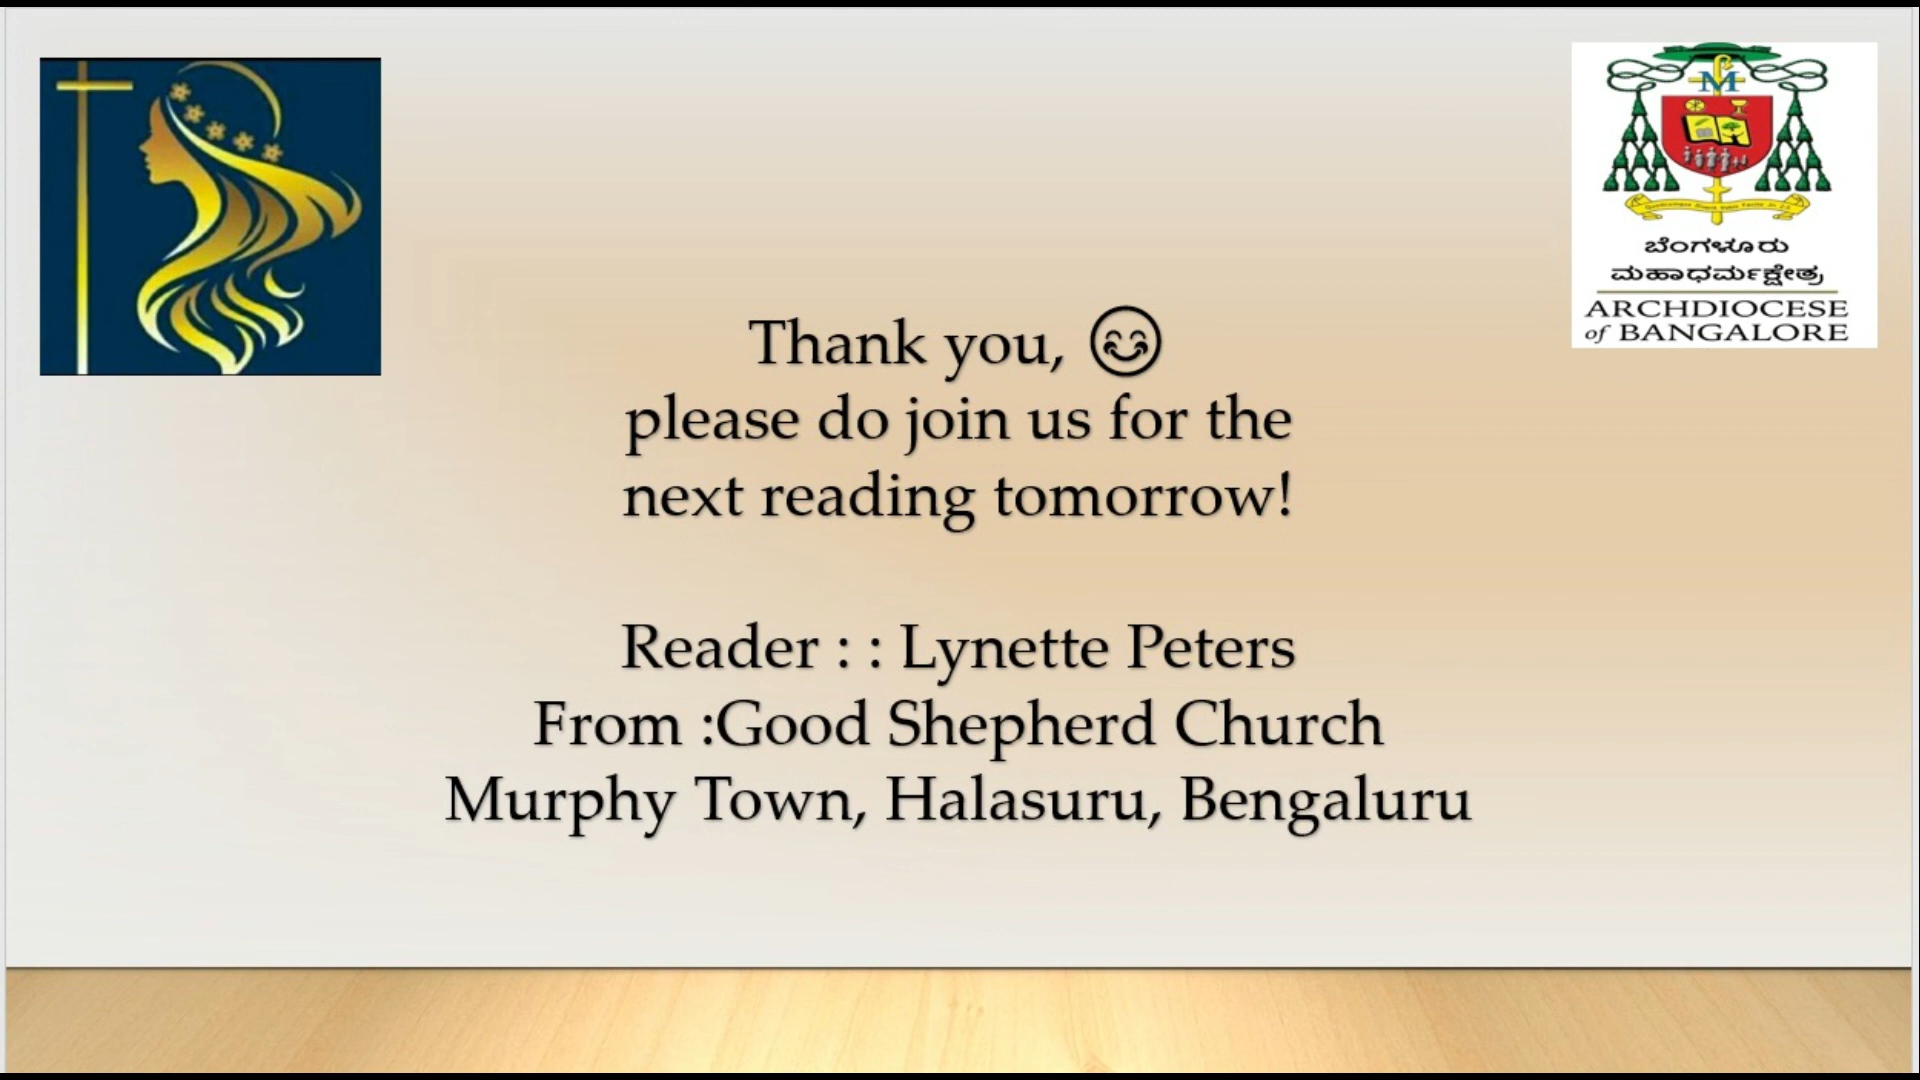 Thank you, 😊
please do join us for the
next reading tomorrow!
Reader : : Lynette Peters
From :Good Shepherd Church
Murphy Town, Halasuru, Bengaluru
M
ಬೆಂಗಳೂರು
ಮಹಾಧರ್ಮಕ್ಷೇತ್ರ
ARCHDIOCESE
of BANGALORE